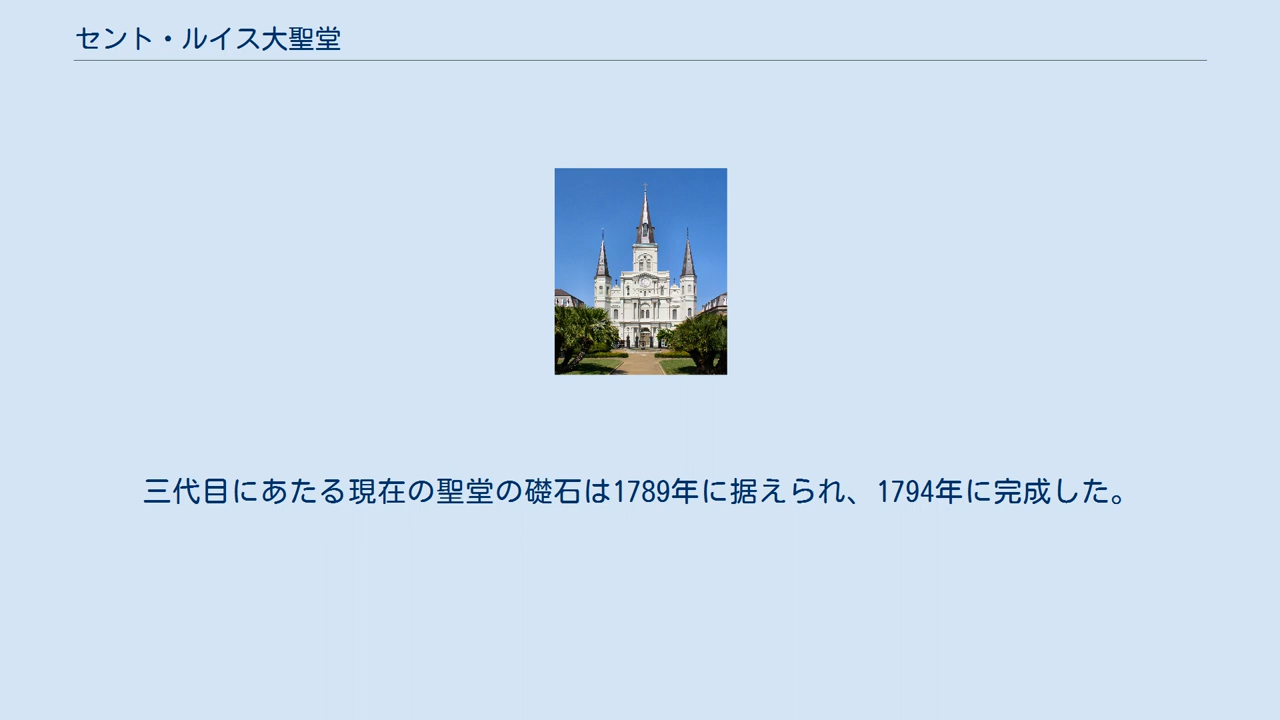 セント・ルイス大聖堂
三代目にあたる現在の聖堂の礎石は1789年に据えられ、1794年に完成した。